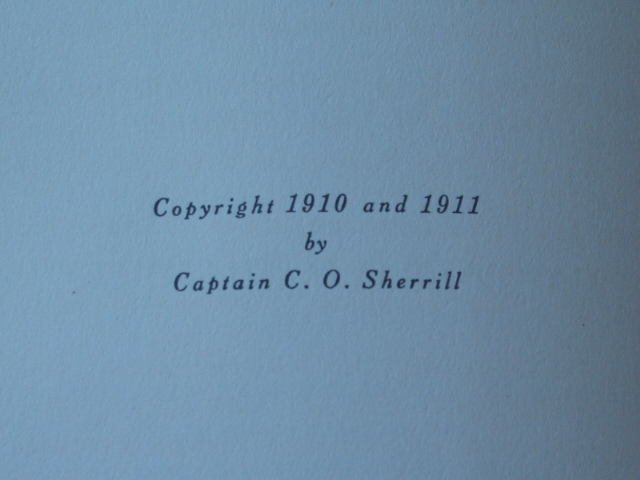 Copyright 1910 and 1911
by
Captain C. O. Sherrill